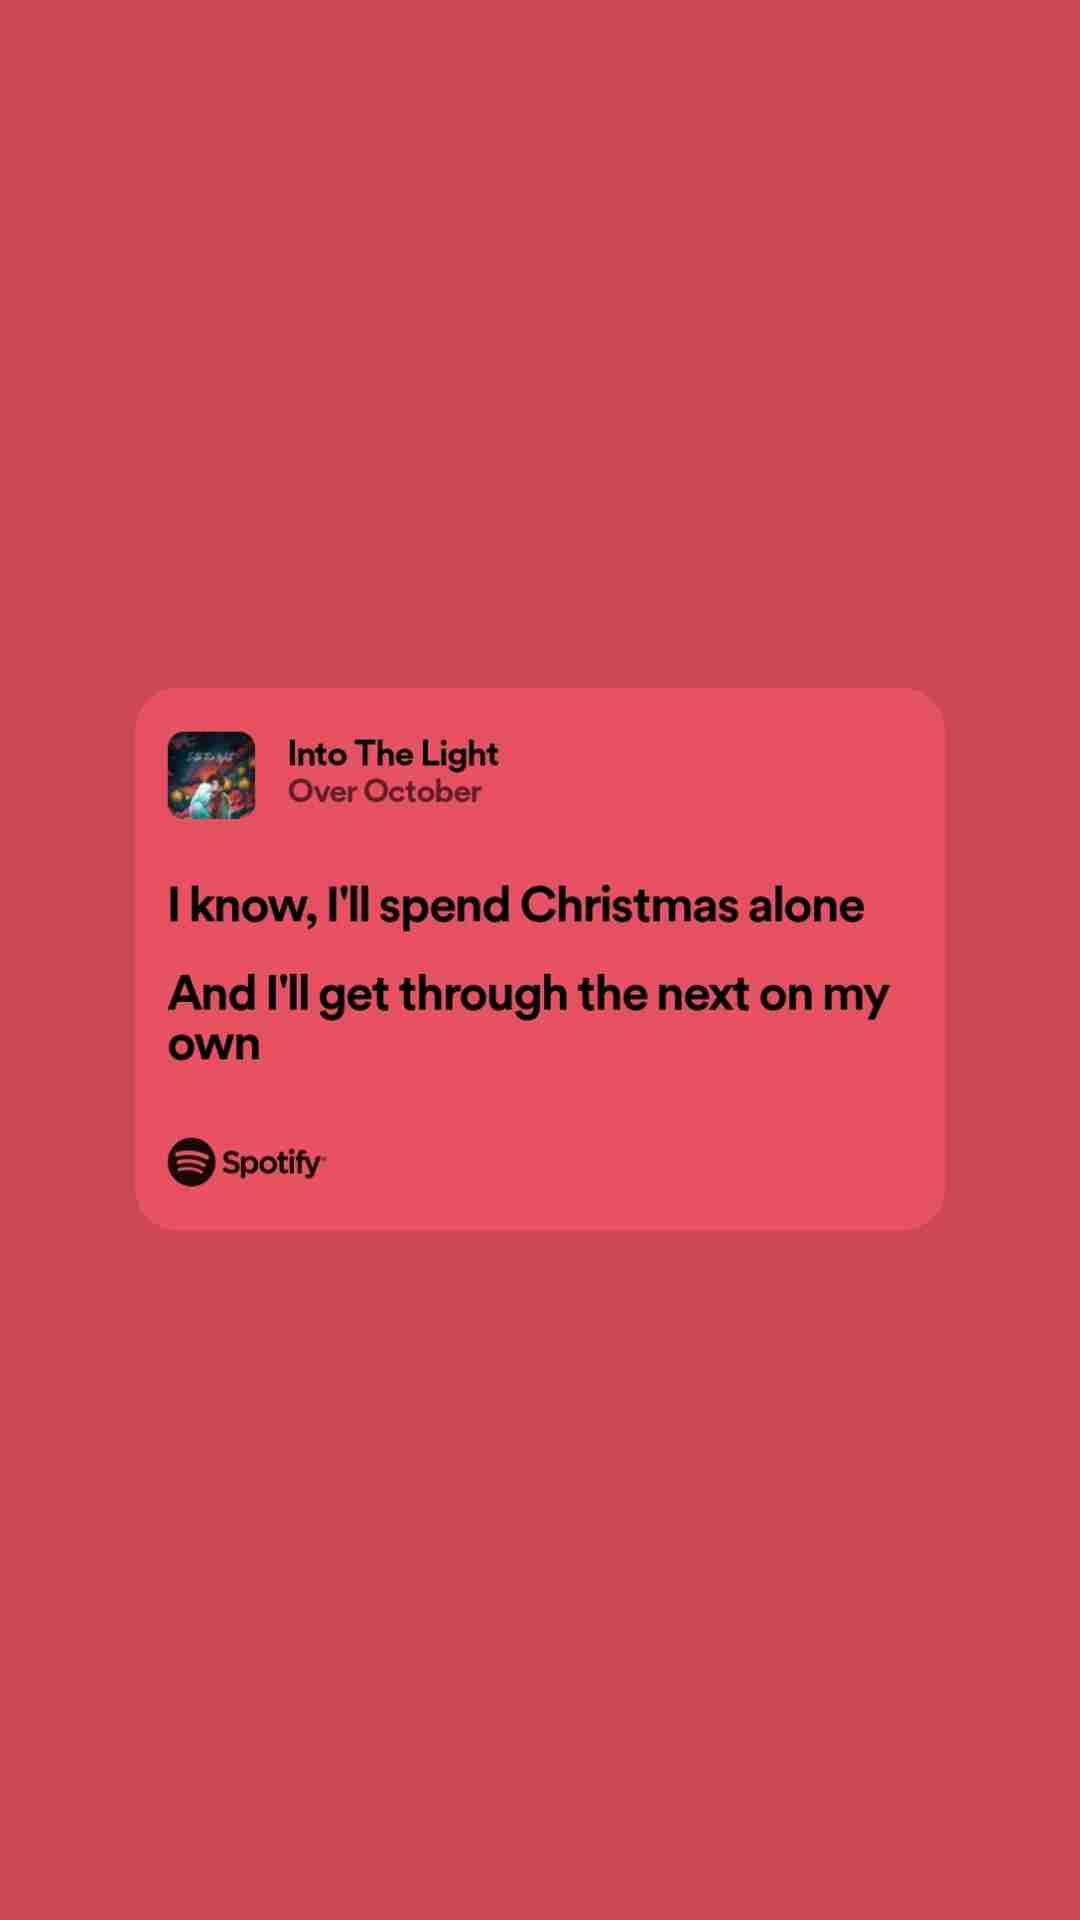 Into The Light
Over October
I know, I'll spend Christmas alone
And I'll get through the next on my
own
Spotify